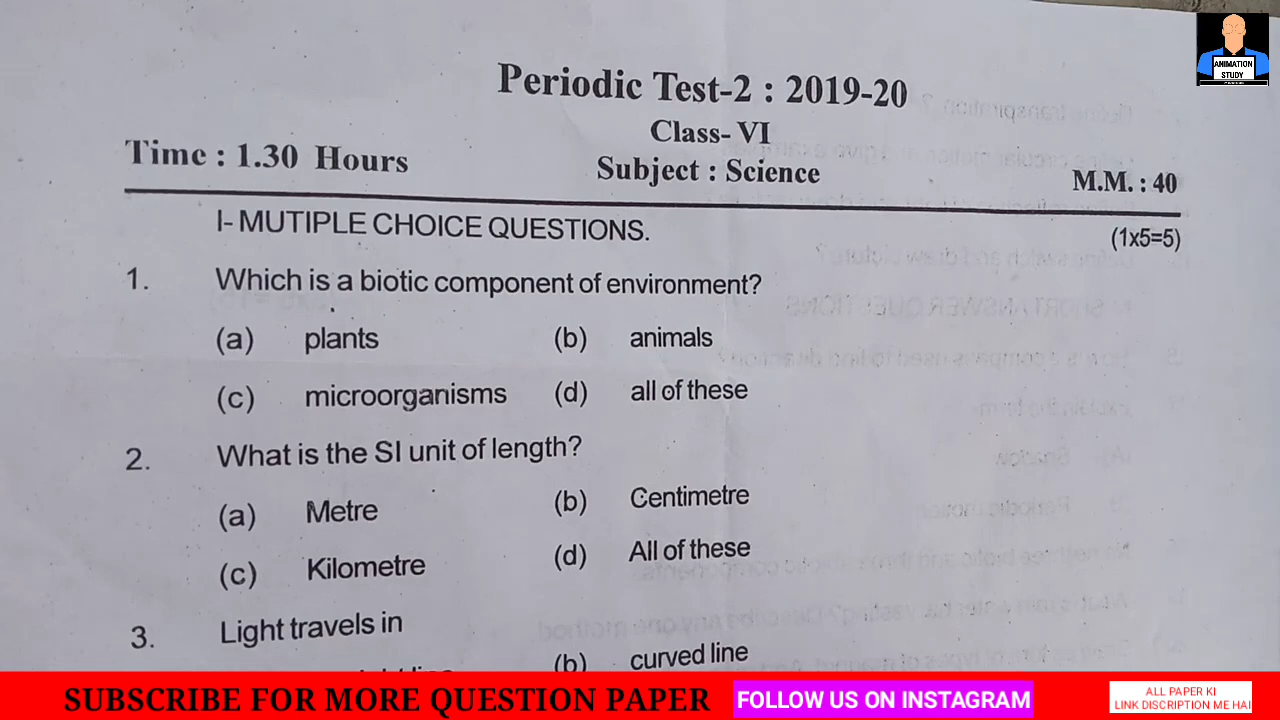 ANIMATION
STUDY
Periodic Test-2 : 2019-20
Class- VI
Time : 1.30 Hours
Subject : Science
M.M. : 40
I- MUTIPLE CHOICE QUESTIONS.
(1x5=5)
1. Which is a biotic component of environment?
(a) plants (b) animals
(c) microorganisms (d) all of these
2. What is the SI unit of length?
(a) Metre (b) Centimetre
(c) Kilometre (d) All of these
3. Light travels in
(b) curved line
SUBSCRIBE FOR MORE QUESTION PAPER
FOLLOW US ON INSTAGRAM
ALL PAPER KI
LINK DISCRIPTION ME HAI